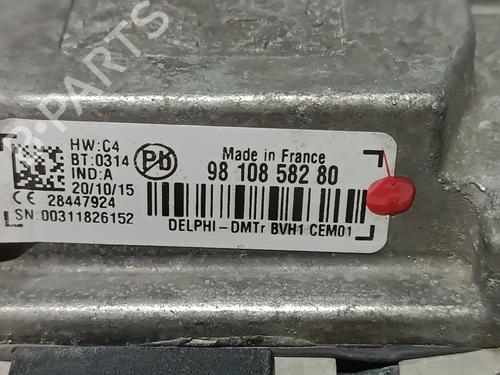 HW:C4
BT:0314
IND:A
20/10/15
CE 28447924
SN:00311826152
Pb
Made in France
98 108 582 80
DELPHI-DMTr BVH1 CEM01
B-PARTS